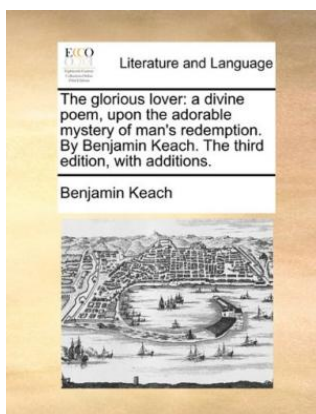 ECCO
Literature and Language
The glorious lover: a divine
poem, upon the adorable
mystery of man's redemption.
By Benjamin Keach. The third
edition, with additions.
Benjamin Keach